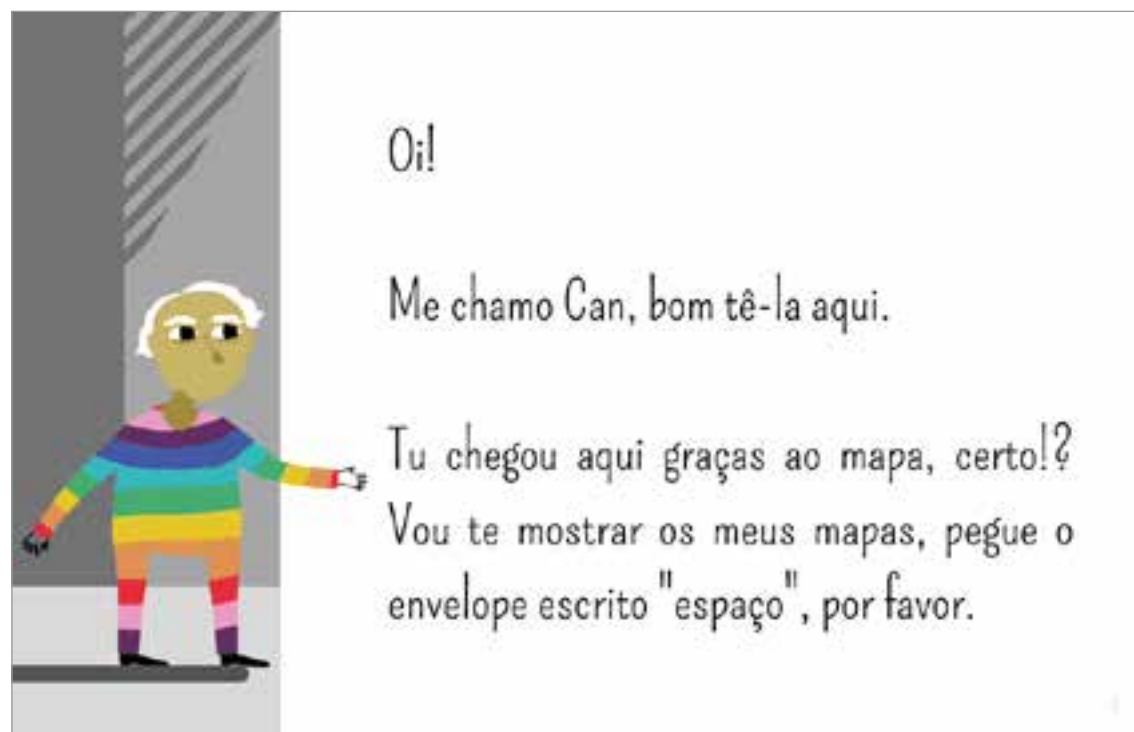 Oi!
Me chamo Can, bom tê-la aqui.
Tu chegou aqui graças ao mapa, certo!?
Vou te mostrar os meus mapas, pegue o
envelope escrito "espaço", por favor.